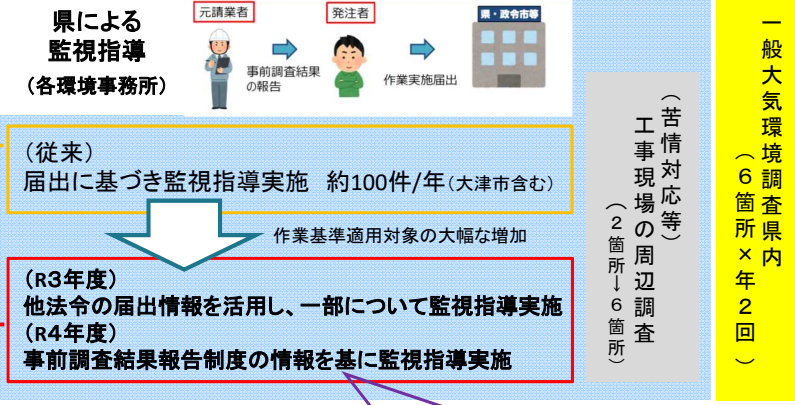 県による
監視指導
（各環境事務所）
元請業者
発注者
県・政令市等
事前調査結果
の報告
作業実施届出
（従来）
届出に基づき監視指導実施　約100件/年（大津市含む）
作業基準適用対象の大幅な増加
（R３年度）
他法令の届出情報を活用し、一部について監視指導実施
（R４年度）
事前調査結果報告制度の情報を基に監視指導実施
（苦情対応等）
工事現場の周辺調査
（２箇所→６箇所）
一般大気環境調査県内
（６箇所×年２回）